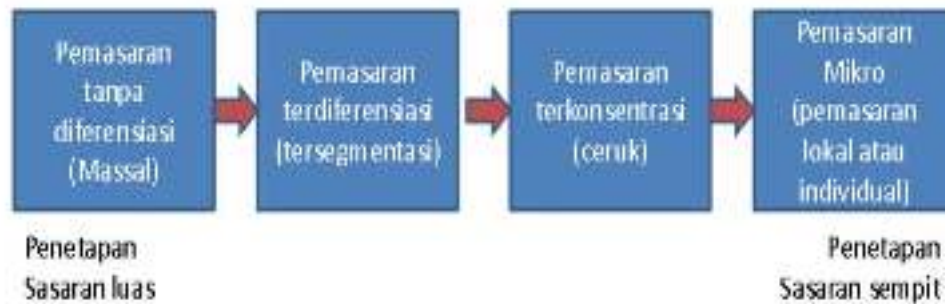 Pemasaran
tanpa
diferensiasi
(Massal)
Pemasaran
terdiferensiasi
(tersegmentasi)
Pemasaran
terkonsentrasi
(ceruk)
Pemasaran
Mikro
(pemasaran
lokal atau
individual)
Penetapan
Sasaran luas
Penetapan
Sasaran sempit